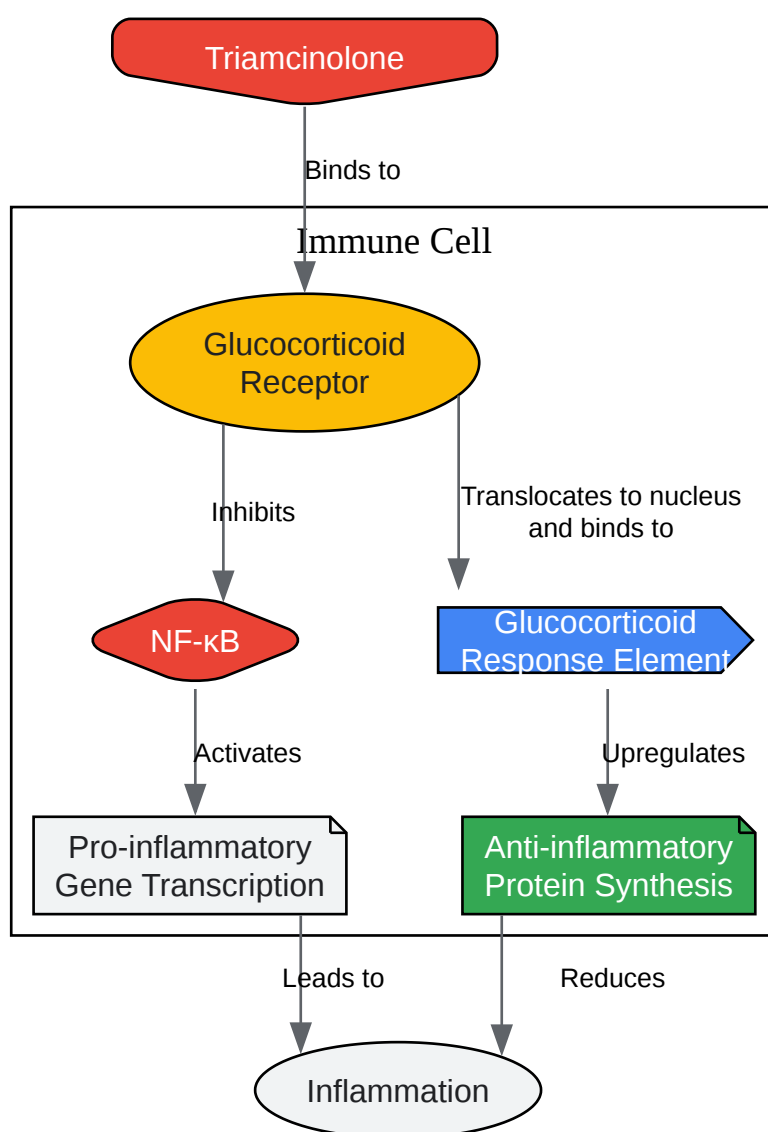 Triamcinolone
Binds to
Immune Cell
Glucocorticoid
Receptor
Inhibits
Translocates to nucleus
and binds to
NF-κB
Glucocorticoid
Response Element
Activates
Upregulates
Pro-inflammatory
Gene Transcription
Anti-inflammatory
Protein Synthesis
Leads to
Reduces
Inflammation